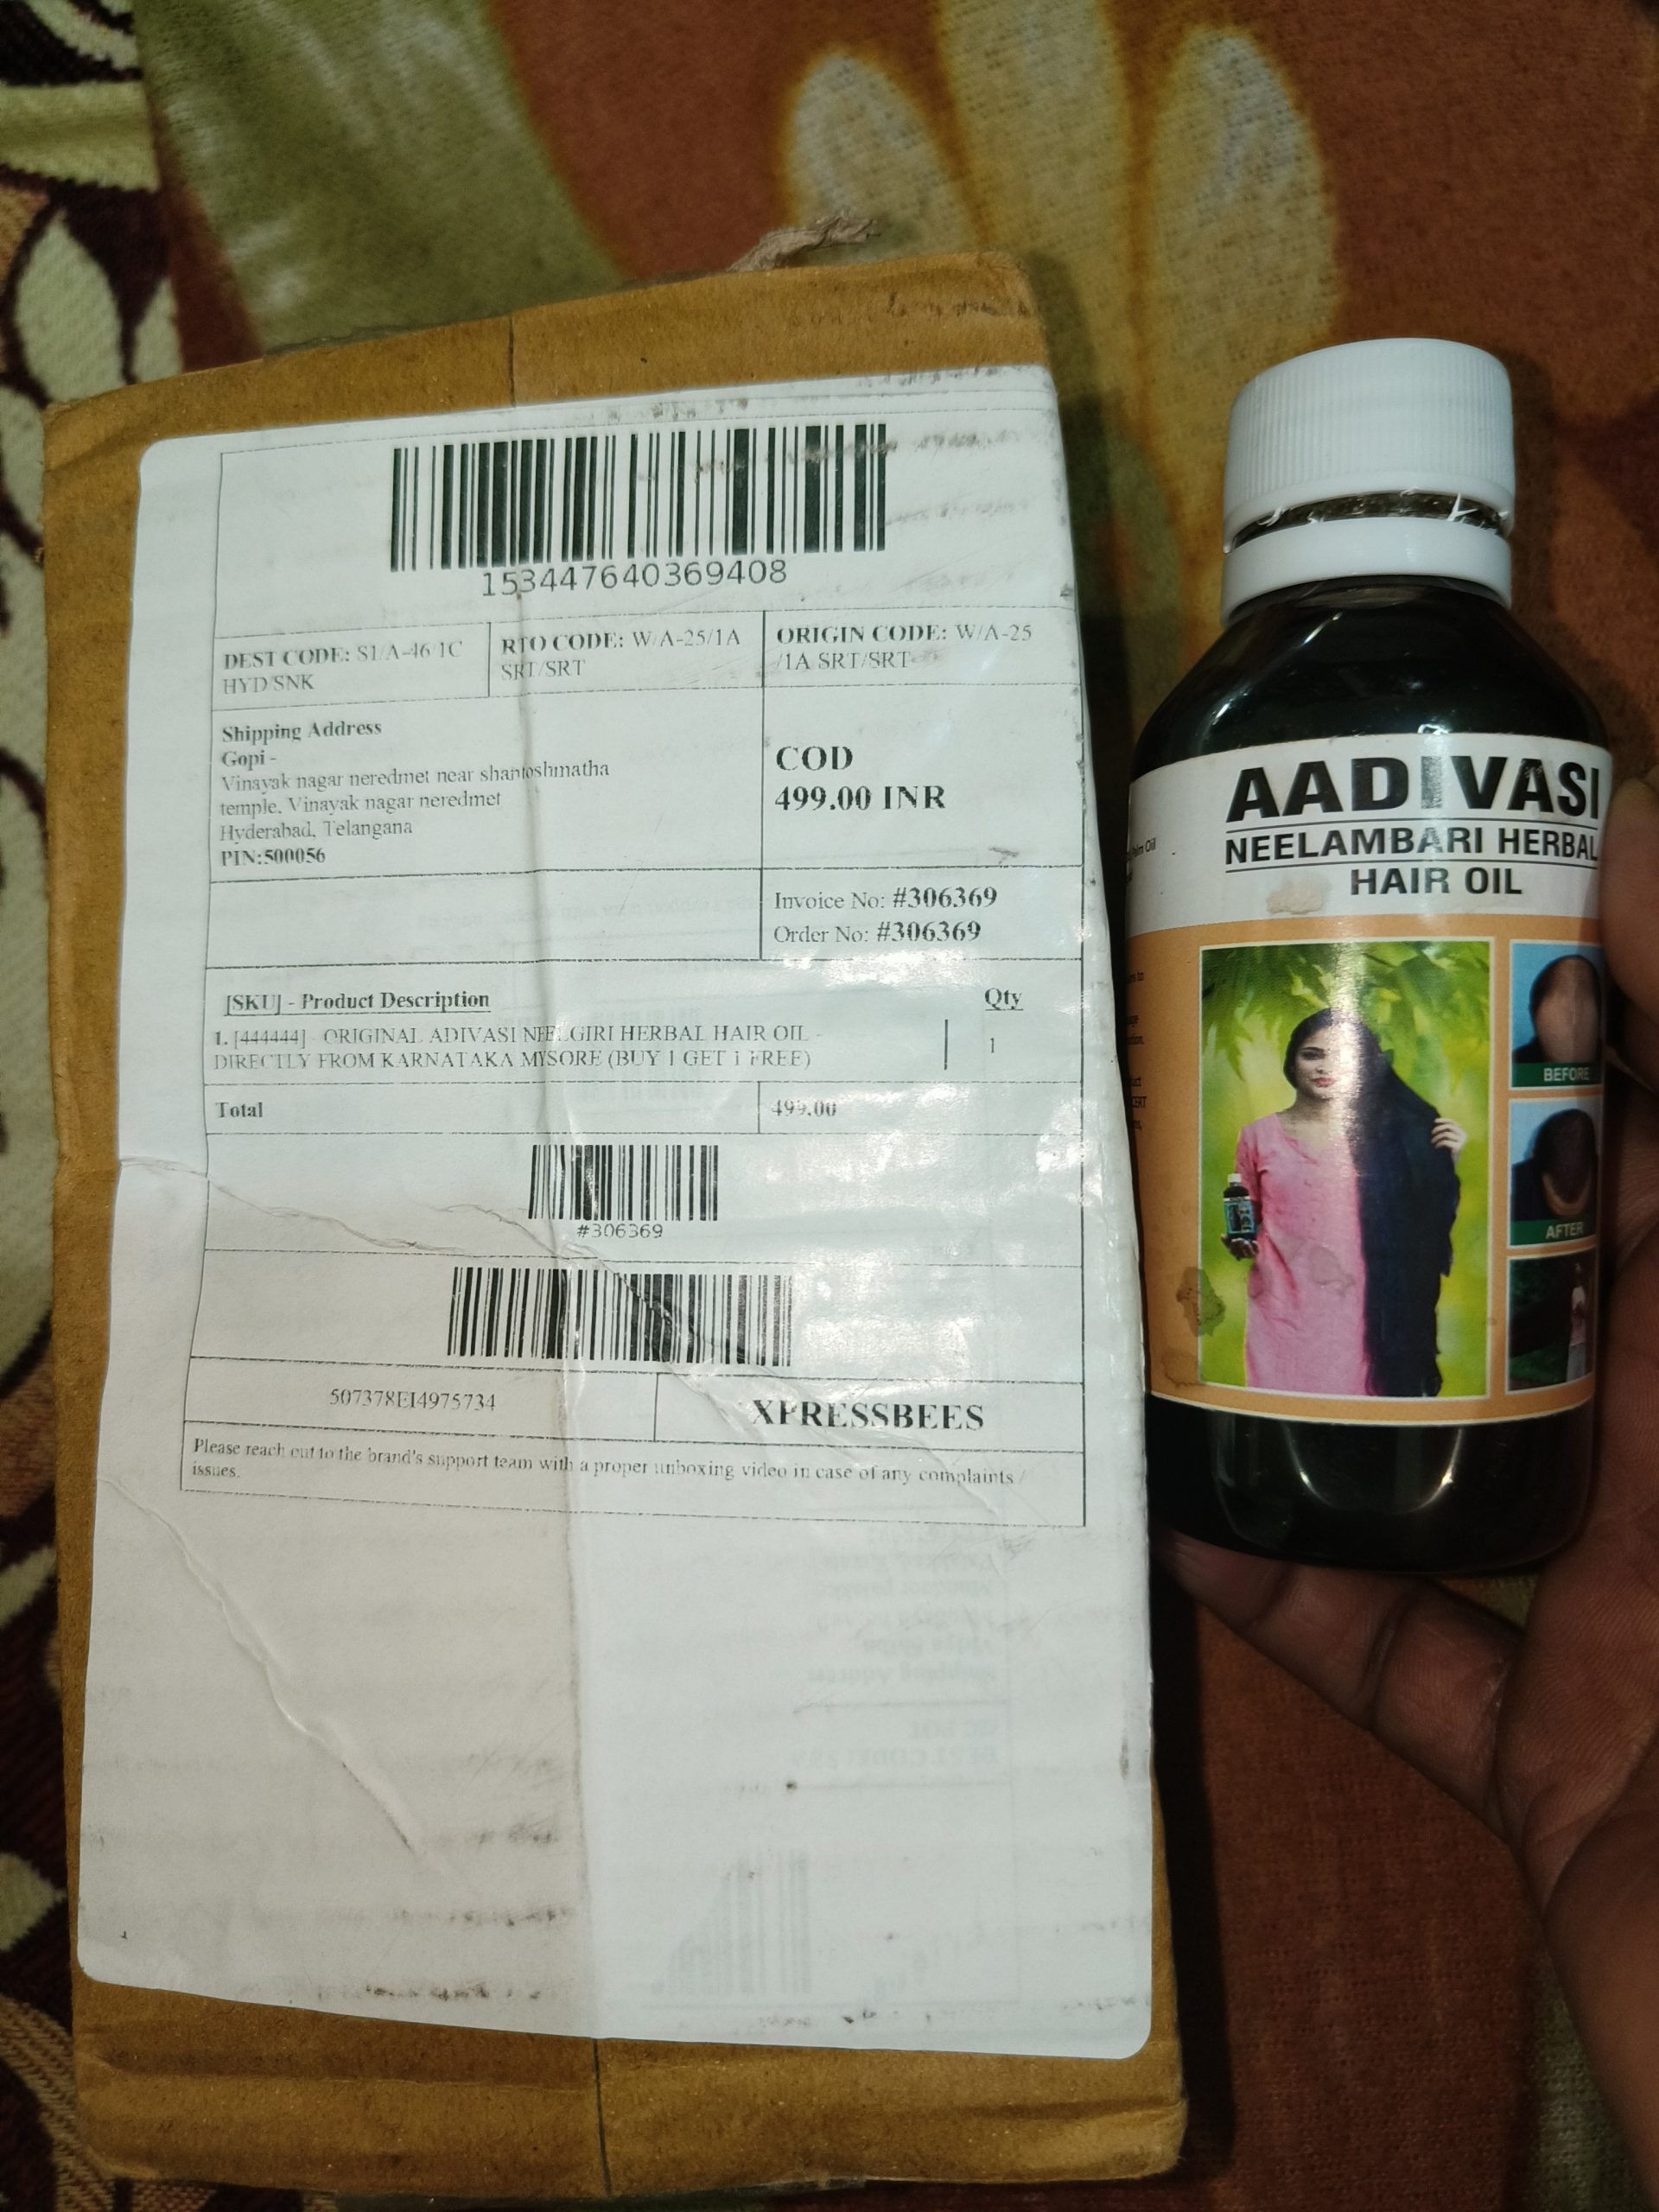 153447640369408
DEST CODE: S1/A-46/1C
HYD/SNK
RTO CODE: W/A-25/1A
SRT/SRT
ORIGIN CODE: W/A-25
/1A SRT/SRT
Shipping Address
Gopi -
Vinayak nagar neredmet near shantoshmatha
temple, Vinayak nagar neredmet
Hyderabad, Telangana
PIN:500056
COD
499.00 INR
Invoice No: #306369
Order No: #306369
[SKU] - Product Description
Qty
1. [444444] - ORIGINAL ADIVASI NEELGIRI HERBAL HAIR OIL -
DIRECTLY FROM KARNATAKA MYSORE (BUY 1 GET 1 FREE)
1
Total
499.00
#306369
507378EI4975734
XPRESSBEES
Please reach out to the brand's support team with a proper unboxing video in case of any complaints /
issues.
AADIVASI
NEELAMBARI HERBAL
HAIR OIL
BEFORE
AFTER